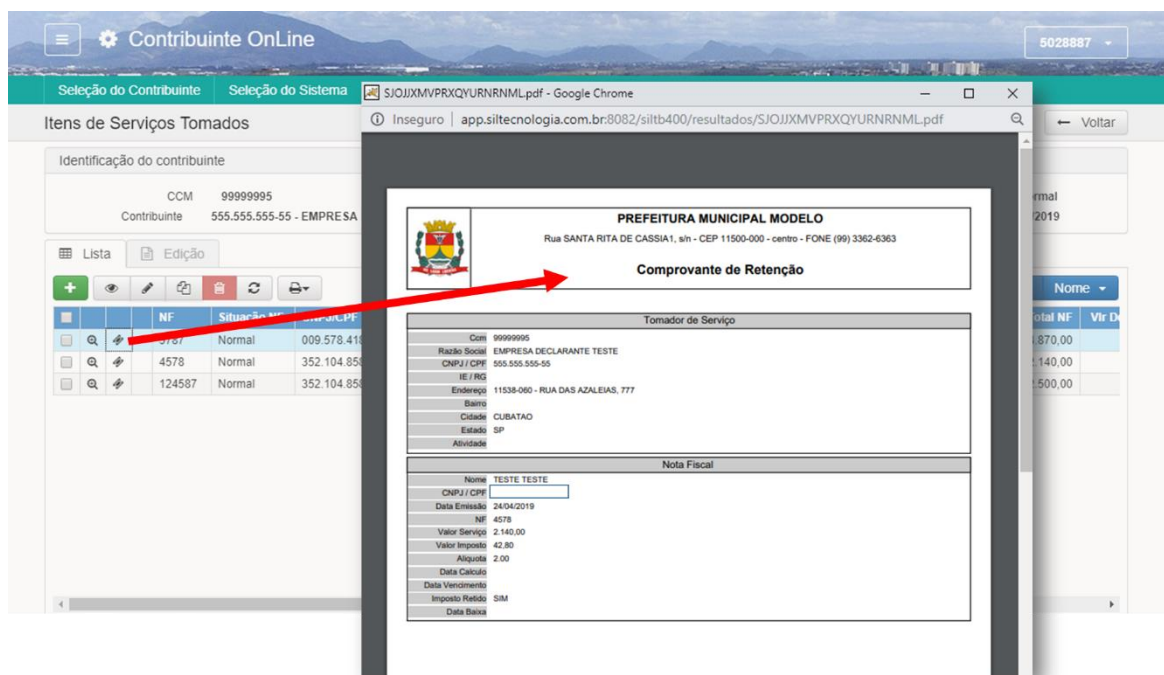 Contribuinte OnLine
5028887
Seleção do Contribuinte Seleção do Sistema
Itens de Serviços Tomados
Voltar
Identificação do contribuinte
CCM 99999995
Contribuinte 555.555.555-55 - EMPRESA
2019
Lista Edição
Nome
NF Situação NF CNPJ/CPF Total NF Vlr
5787 Normal 009.578.418 .870,00
4578 Normal 352.104.858 .140,00
124587 Normal 352.104.858 .500,00
SJOJJXMVPRXQYURNRNML.pdf - Google Chrome
Inseguro | app.siltecnologia.com.br:8082/siltb400/resultados/SJOJJXMVPRXQYURNRNML.pdf
PREFEITURA MUNICIPAL MODELO
Rua SANTA RITA DE CASSIA1, s/n - CEP 11500-000 - centro - FONE (99) 3362-6363
Comprovante de Retenção
Tomador de Serviço
Ccm 99999995
Razão Social EMPRESA DECLARANTE TESTE
CNPJ / CPF 555.555.555-55
IE / RG
Endereço 11538-060 - RUA DAS AZALEIAS, 777
Bairro
Cidade CUBATAO
Estado SP
Atividade
Nota Fiscal
Nome TESTE TESTE
CNPJ / CPF
Data Emissão 24/04/2019
NF 4578
Valor Serviço 2.140,00
Valor Imposto 42,80
Aliquota 2.00
Data Calculo
Data Vencimento
Imposto Retido SIM
Data Baixa